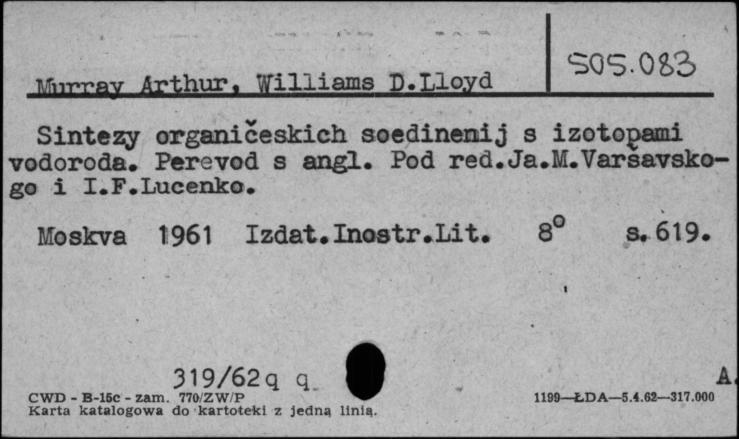 505.083
Murray Arthur, Williams D.Lloyd
Sintezy organičeskich soedinenij s izotopami
vodoroda. Perevod s angl. Pod red.Ja.M.Varšavsko-
go i I.F.Lucenko.
Moskva 1961 Izdat.Inostr.Lit. 8° s.619.
319/62q q
A.
CWD - B-15c - zam. 770/ZW/P
1199—ŁDA—5.4.62—317.000
Karta katalogowa do kartoteki z jedną linią.